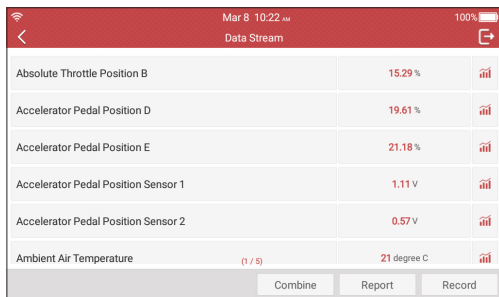 Mar 8 10:22 AM
100%
Data Stream
Absolute Throttle Position B 15.29 %
Accelerator Pedal Position D 19.61 %
Accelerator Pedal Position E 21.18 %
Accelerator Pedal Position Sensor 1 1.11 V
Accelerator Pedal Position Sensor 2 0.57 V
Ambient Air Temperature (1 / 5) 21 degree C
Combine Report Record